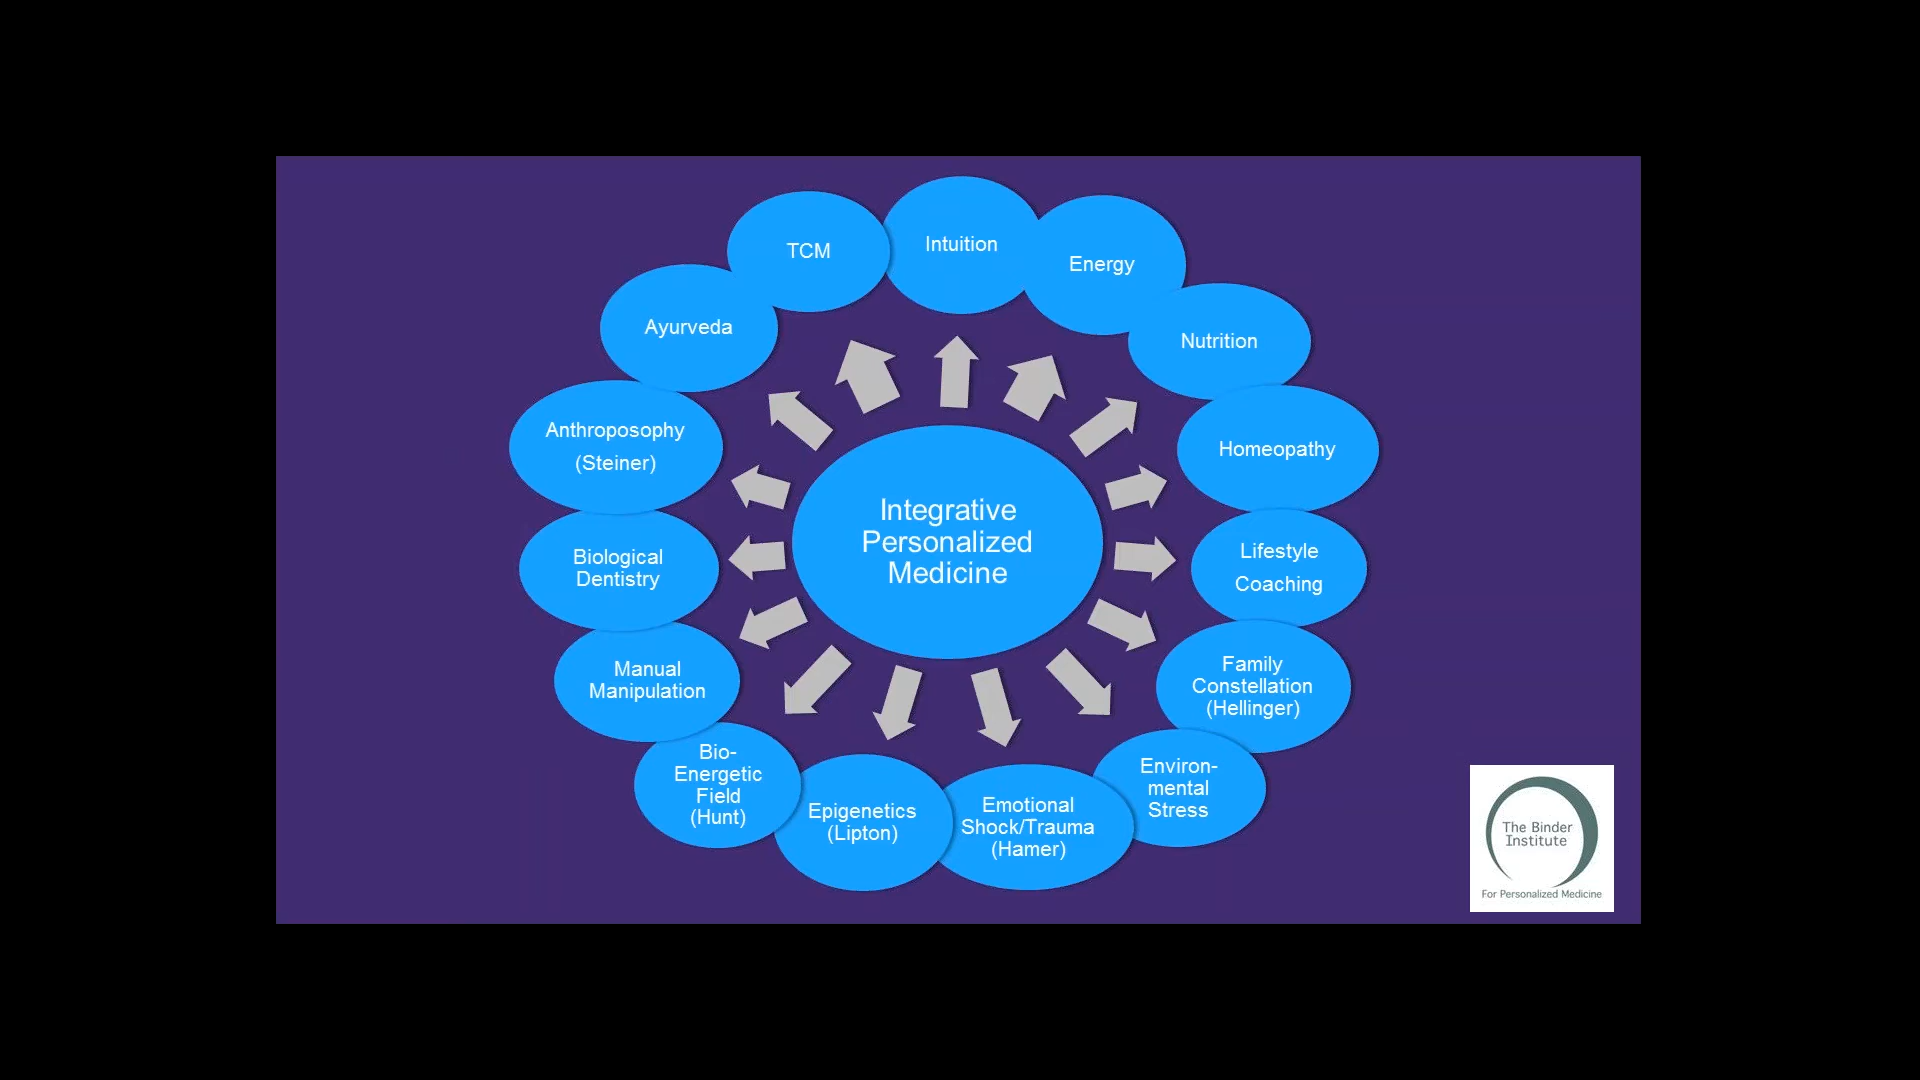 Intuition
Energy
Nutrition
Homeopathy
Lifestyle
Coaching
Family
Constellation
(Hellinger)
Environ-
mental
Stress
Emotional
Shock/Trauma
(Hamer)
Epigenetics
(Lipton)
Bio-
Energetic
Field
(Hunt)
Manual
Manipulation
Biological
Dentistry
Anthroposophy
(Steiner)
Ayurveda
TCM
Integrative
Personalized
Medicine
The Binder
Institute
For Personalized Medicine